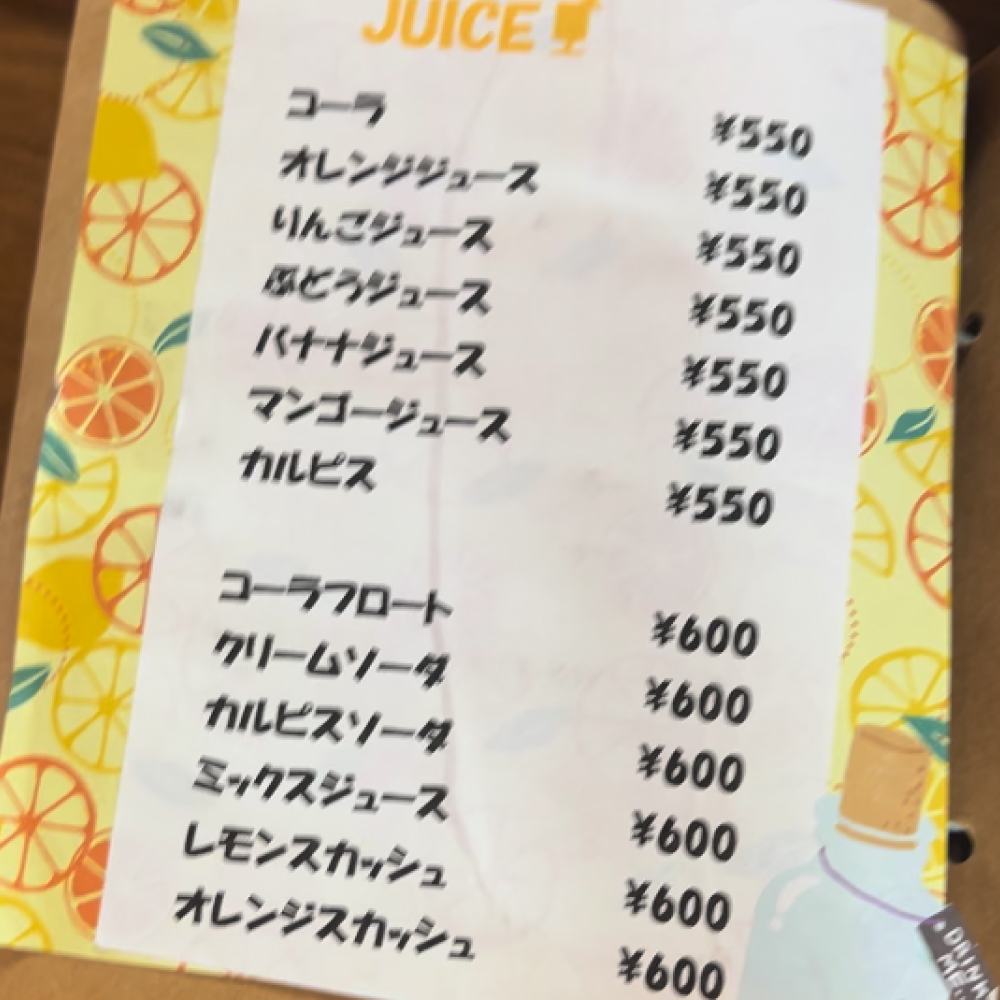 JUICE
コーラ ¥550
オレンジジュース ¥550
りんごジュース ¥550
ぶどうジュース ¥550
バナナジュース ¥550
マンゴージュース ¥550
カルピス ¥550
コーラフロート ¥600
クリームソーダ ¥600
カルピスソーダ ¥600
ミックスジュース ¥600
レモンスカッシュ ¥600
オレンジスカッシュ ¥600
DRINK
ME